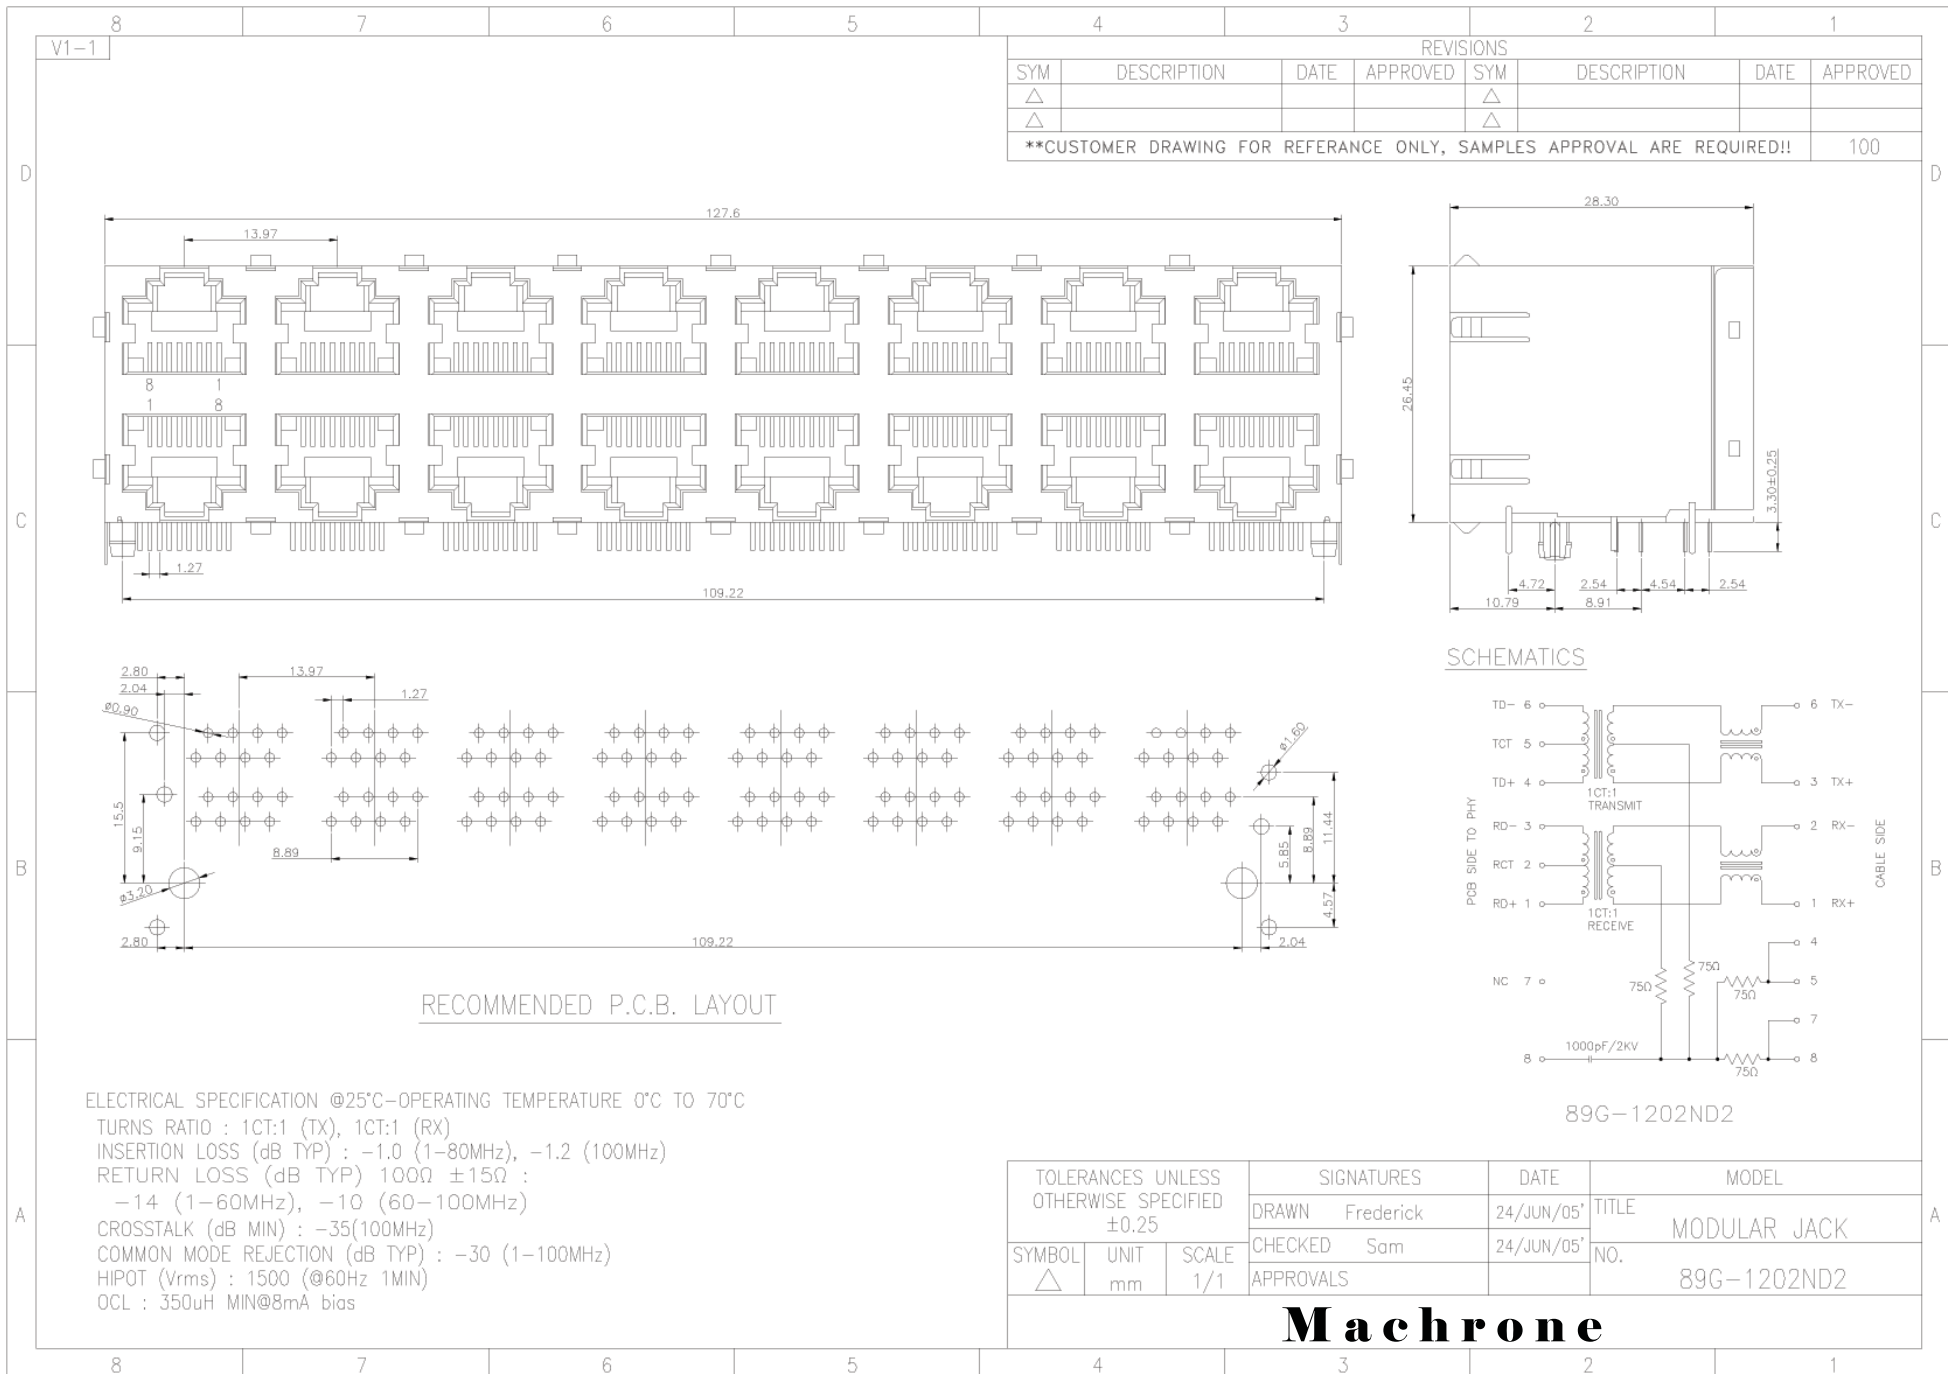 8 7 6 5 4 3 2 1
V1-1
REVISIONS
SYM DESCRIPTION DATE APPROVED SYM DESCRIPTION DATE APPROVED
**CUSTOMER DRAWING FOR REFERANCE ONLY, SAMPLES APPROVAL ARE REQUIRED!! 100
D D
127.6
13.97
8 1
1 8
1.27
109.22
28.30
26.45
3.30±0.25
4.72 2.54 4.54 2.54
10.79 8.91
C C
2.80 13.97
2.04 1.27
ø0.90
15.5
9.15
8.89
ø3.20
2.80 109.22 2.04
ø1.60
5.85
8.89
11.44
4.57
RECOMMENDED P.C.B. LAYOUT
SCHEMATICS
TD- 6 6 TX-
TCT 5
TD+ 4 3 TX+
1CT:1
TRANSMIT
RD- 3 2 RX-
RCT 2
RD+ 1 1 RX+
1CT:1
RECEIVE
PCB SIDE TO PHY
CABLE SIDE
4
NC 7 75Ω 75Ω 75Ω 5
7
8 1000pF/2KV 75Ω 8
89G-1202ND2
B B
ELECTRICAL SPECIFICATION @25°C-OPERATING TEMPERATURE 0°C TO 70°C
TURNS RATIO : 1CT:1 (TX), 1CT:1 (RX)
INSERTION LOSS (dB TYP) : -1.0 (1-80MHz), -1.2 (100MHz)
RETURN LOSS (dB TYP) 100Ω ±15Ω :
-14 (1-60MHz), -10 (60-100MHz)
CROSSTALK (dB MIN) : -35(100MHz)
COMMON MODE REJECTION (dB TYP) : -30 (1-100MHz)
HIPOT (Vrms) : 1500 (@60Hz 1MIN)
OCL : 350uH MIN@8mA bias
A A
TOLERANCES UNLESS
OTHERWISE SPECIFIED
±0.25
SYMBOL UNIT SCALE
mm 1/1
SIGNATURES DATE MODEL
DRAWN Frederick 24/JUN/05' TITLE
MODULAR JACK
CHECKED Sam 24/JUN/05' NO.
APPROVALS 89G-1202ND2
Machrone
8 7 6 5 4 3 2 1